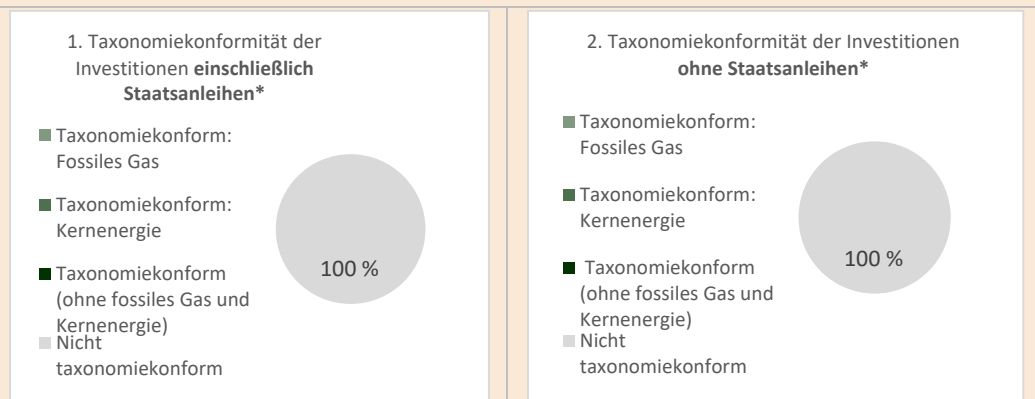 1. Taxonomiekonformität der
Investitionen einschließlich
Staatsanleihen*
Taxonomiekonform:
Fossiles Gas
Taxonomiekonform:
Kernenergie
Taxonomiekonform
(ohne fossiles Gas und
Kernenergie)
Nicht
taxonomiekonform
100 %
2. Taxonomiekonformität der Investitionen
ohne Staatsanleihen*
Taxonomiekonform:
Fossiles Gas
Taxonomiekonform:
Kernenergie
Taxonomiekonform
(ohne fossiles Gas und
Kernenergie)
Nicht
taxonomiekonform
100 %